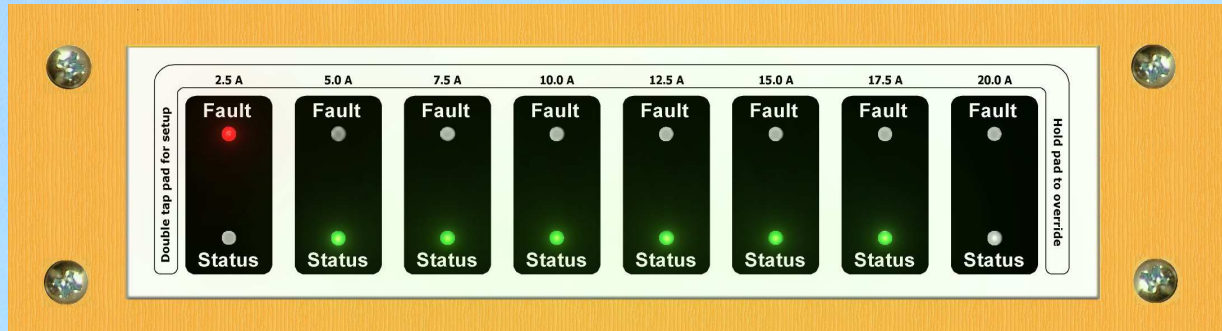 2.5 A 5.0 A 7.5 A 10.0 A 12.5 A 15.0 A 17.5 A 20.0 A
Fault Fault Fault Fault Fault Fault Fault Fault
Status Status Status Status Status Status Status Status
Double tap pad for setup
Hold pad to override